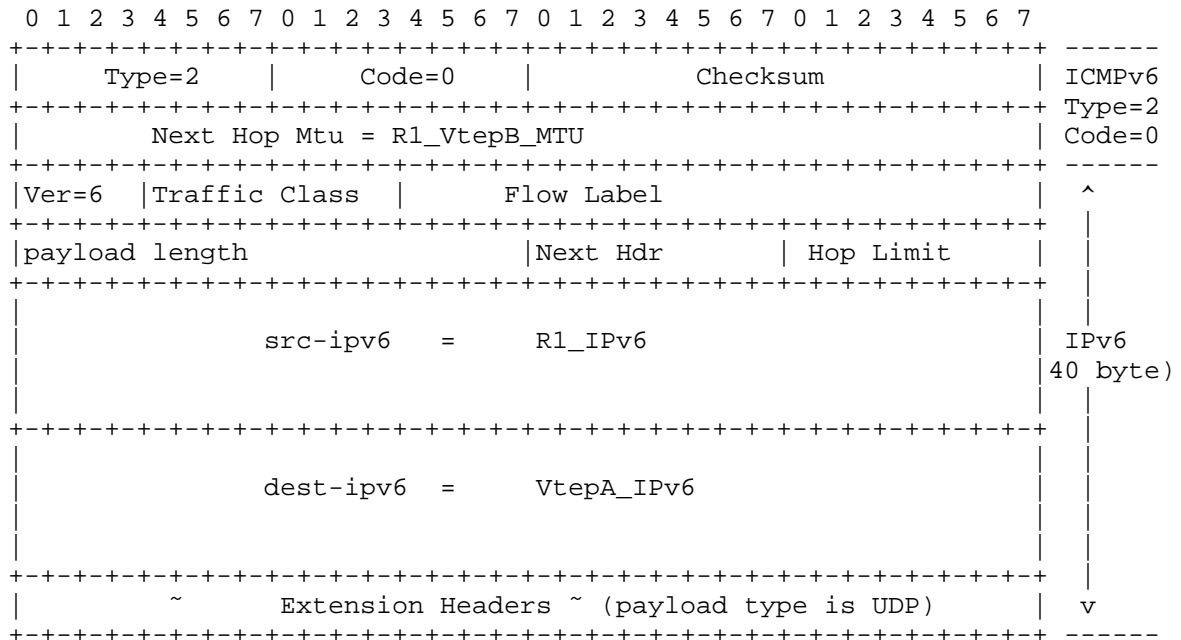 0 1 2 3 4 5 6 7 0 1 2 3 4 5 6 7 0 1 2 3 4 5 6 7 0 1 2 3 4 5 6 7
+-+-+-+-+-+-+-+-+-+-+-+-+-+-+-+-+-+-+-+-+-+-+-+-+-+-+-+-+-+-+-+-+ ------
|     Type=2    |     Code=0    |          Checksum             | ICMPv6
+-+-+-+-+-+-+-+-+-+-+-+-+-+-+-+-+-+-+-+-+-+-+-+-+-+-+-+-+-+-+-+-+ Type=2
|        Next Hop Mtu = R1_VtepB_MTU                            | Code=0
+-+-+-+-+-+-+-+-+-+-+-+-+-+-+-+-+-+-+-+-+-+-+-+-+-+-+-+-+-+-+-+-+ ------
|Ver=6  |Traffic Class  |      Flow Label                       |  ^
+-+-+-+-+-+-+-+-+-+-+-+-+-+-+-+-+-+-+-+-+-+-+-+-+-+-+-+-+-+-+-+-+  |
|payload length                 |Next Hdr       | Hop Limit     |  |
+-+-+-+-+-+-+-+-+-+-+-+-+-+-+-+-+-+-+-+-+-+-+-+-+-+-+-+-+-+-+-+-+  |
|                                                               |  |
|               src-ipv6   =     R1_IPv6                        | IPv6
|                                                               |40 byte)
|                                                               |  |
+-+-+-+-+-+-+-+-+-+-+-+-+-+-+-+-+-+-+-+-+-+-+-+-+-+-+-+-+-+-+-+-+  |
|                                                               |  |
|               dest-ipv6  =     VtepA_IPv6                     |  |
|                                                               |  |
|                                                               |  |
+-+-+-+-+-+-+-+-+-+-+-+-+-+-+-+-+-+-+-+-+-+-+-+-+-+-+-+-+-+-+-+-+  |
|         ~      Extension Headers ~ (payload type is UDP)      |  v
+-+-+-+-+-+-+-+-+-+-+-+-+-+-+-+-+-+-+-+-+-+-+-+-+-+-+-+-+-+-+-+-+ ------